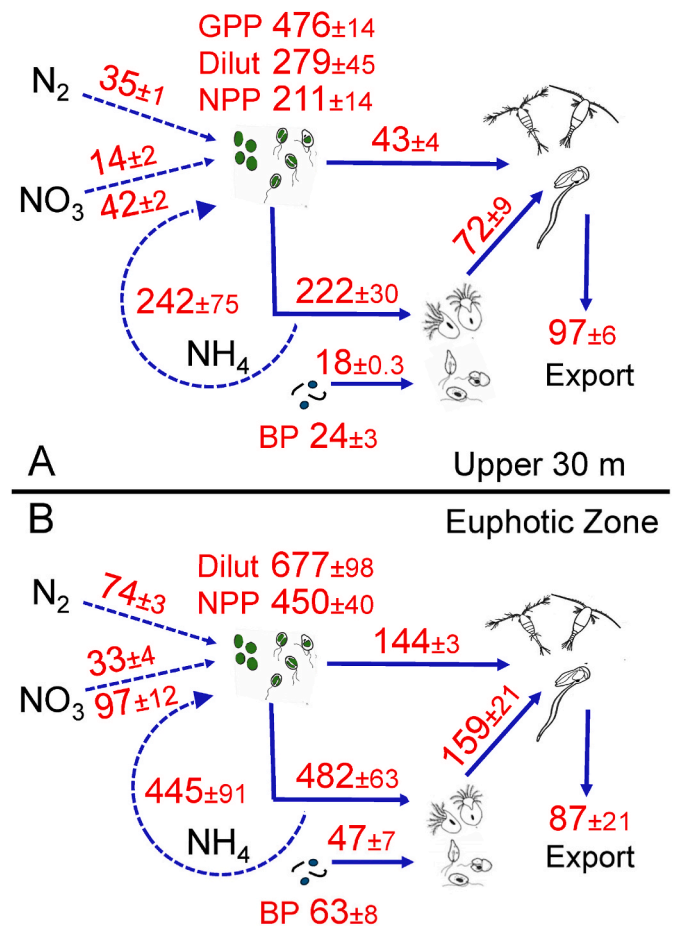 GPP 476±14
Dilut 279±45
NPP 211±14
N₂
35±1
14±2
NO₃
42±2
43±4
72±9
242±75
222±30
NH₄
18±0.3
97±6
Export
BP 24±3
A
Upper 30 m
B
Euphotic Zone
Dilut 677±98
NPP 450±40
N₂
74±3
33±4
NO₃
97±12
144±3
159±21
445±91
482±63
NH₄
47±7
87±21
Export
BP 63±8